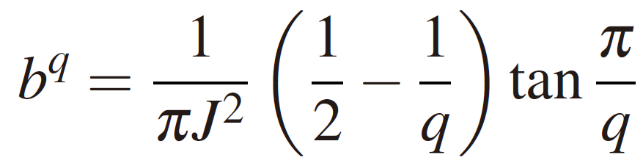 b^q = \frac{1}{\pi J^2} \left( \frac{1}{2} - \frac{1}{q} \right) \tan \frac{\pi}{q}